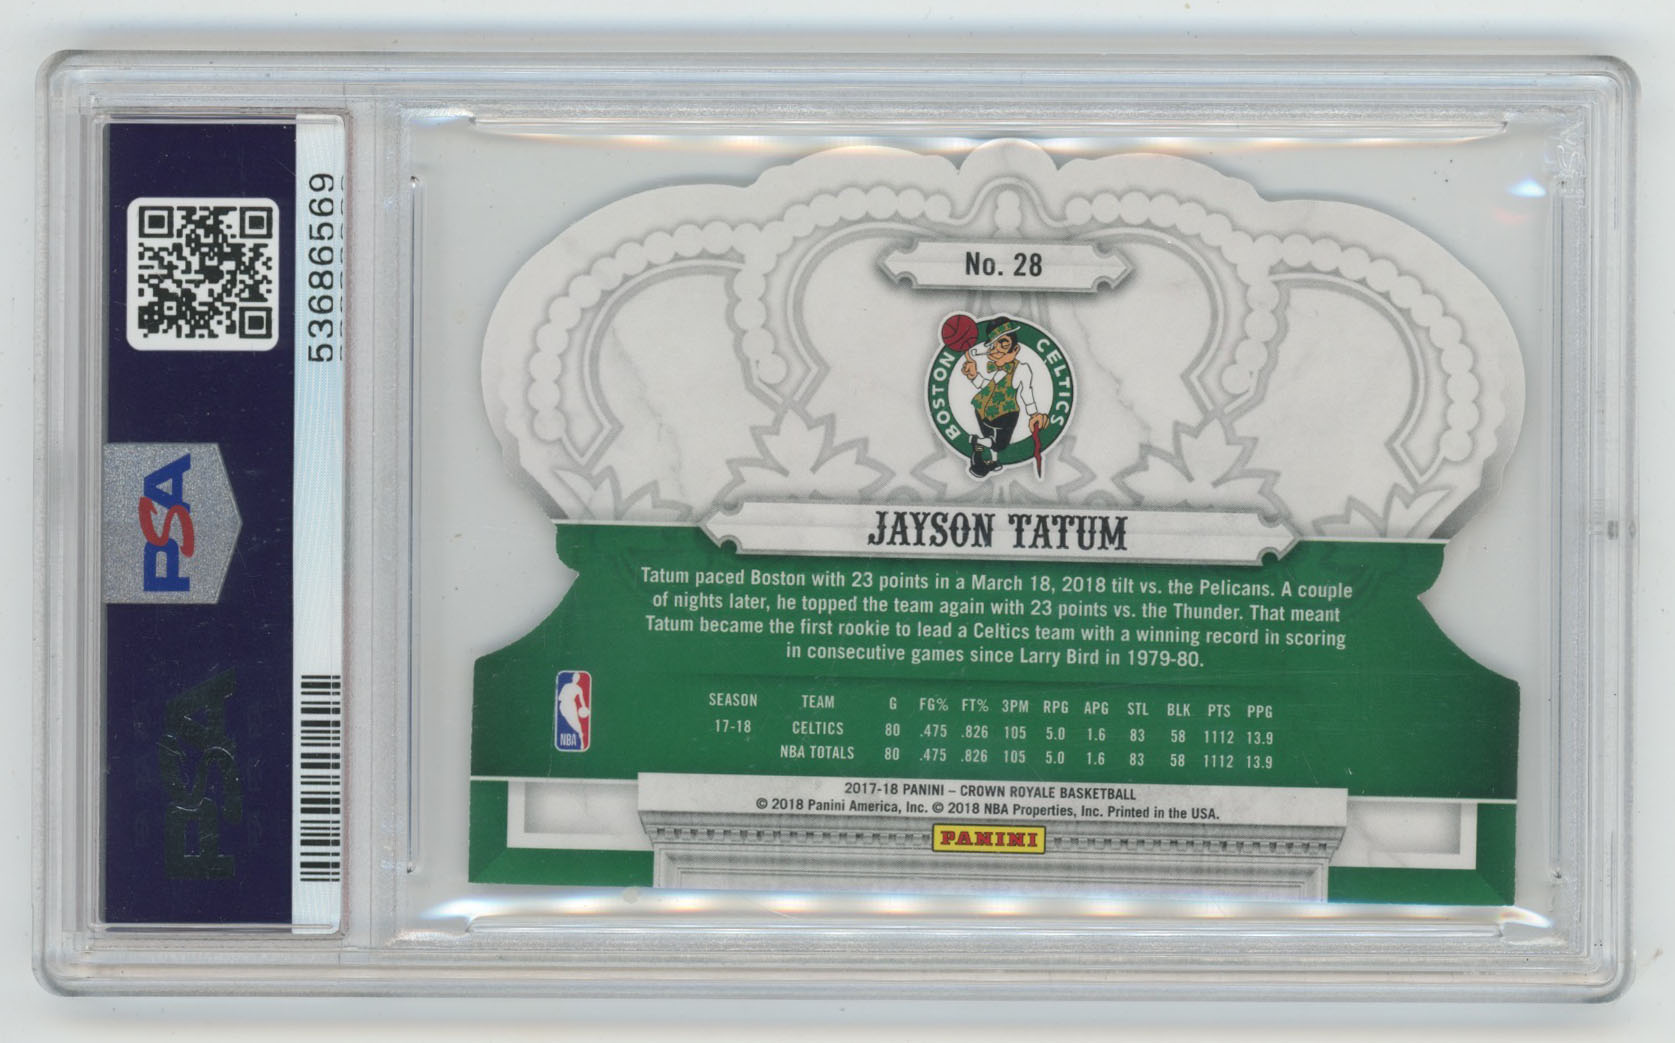 53686569
PSA
PSA
No. 28
BOSTON CELTICS
JAYSON TATUM
Tatum paced Boston with 23 points in a March 18, 2018 tilt vs. the Pelicans. A couple
of nights later, he topped the team again with 23 points vs. the Thunder. That meant
Tatum became the first rookie to lead a Celtics team with a winning record in scoring
in consecutive games since Larry Bird in 1979-80.
SEASON TEAM G FG% FT% 3PM RPG APG STL BLK PTS PPG
17-18 CELTICS 80 .475 .826 105 5.0 1.6 83 58 1112 13.9
NBA TOTALS 80 .475 .826 105 5.0 1.6 83 58 1112 13.9
NBA
2017-18 PANINI – CROWN ROYALE BASKETBALL
© 2018 Panini America, Inc. © 2018 NBA Properties, Inc. Printed in the USA.
PANINI